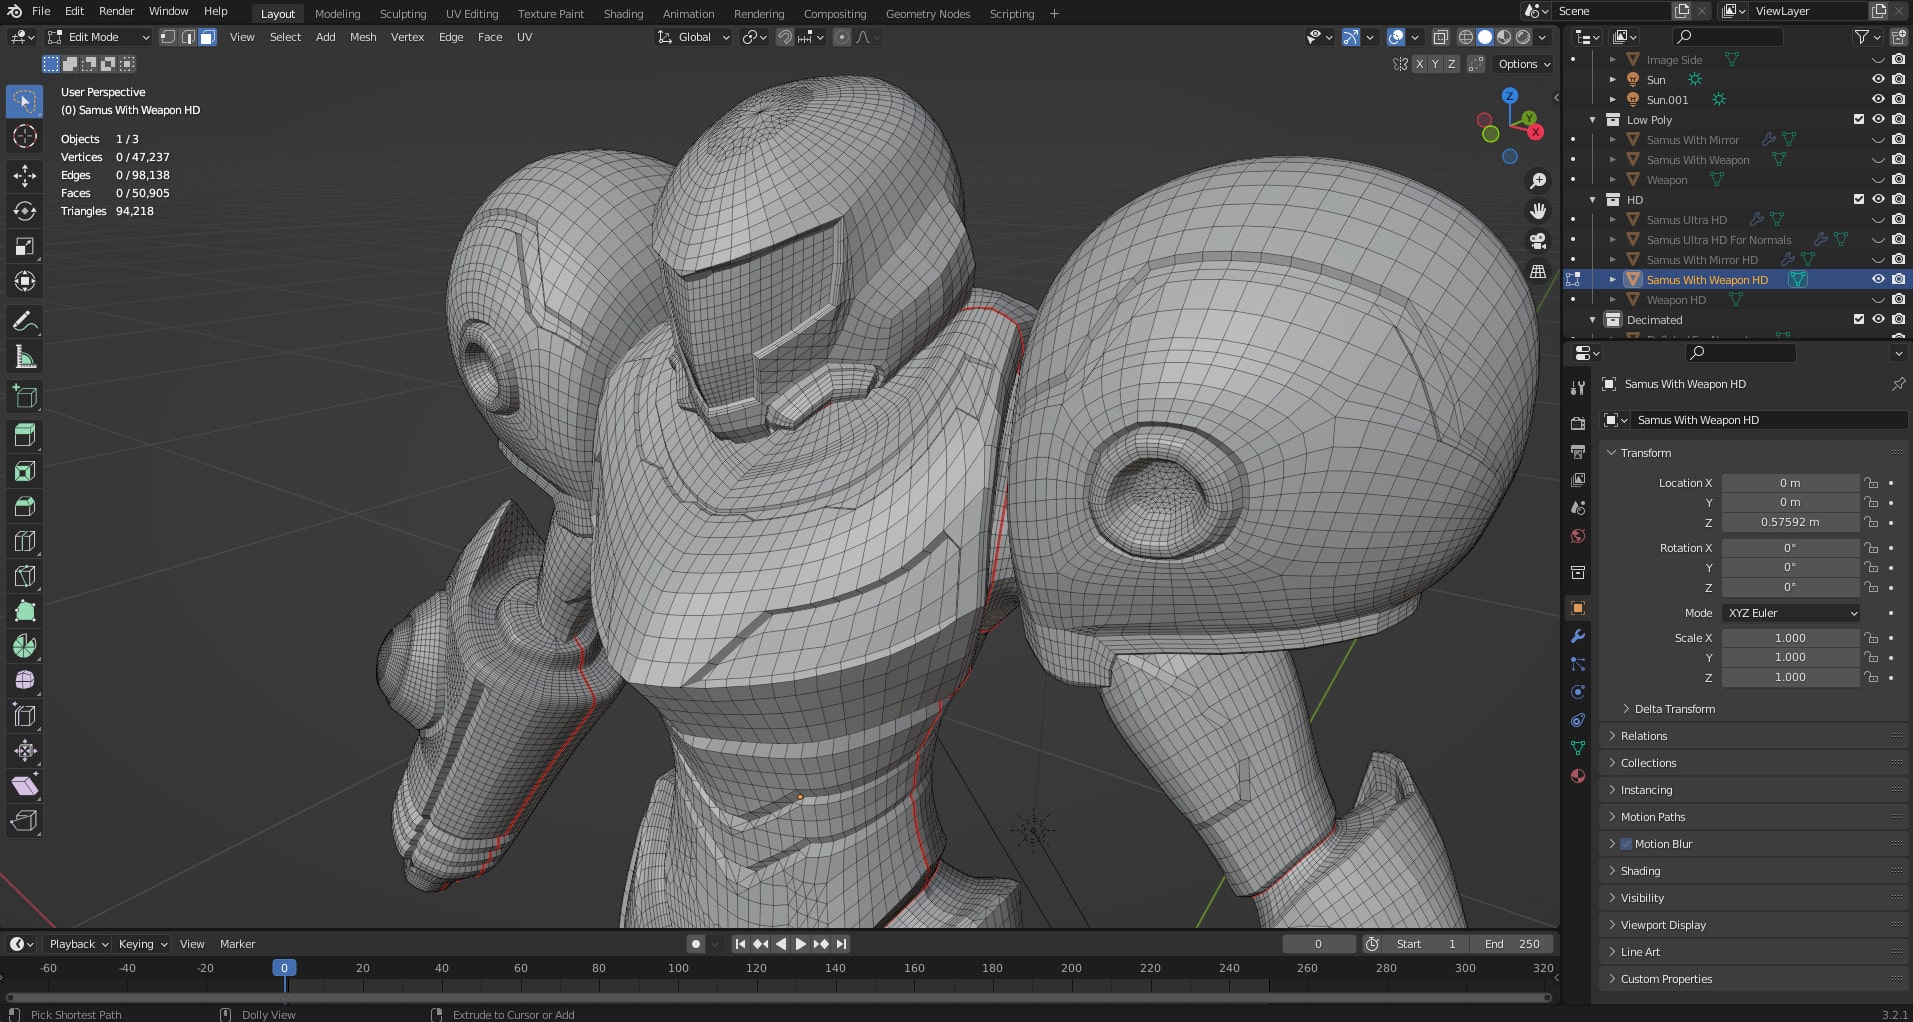 File Edit Render Window Help Layout Modeling Sculpting UV Editing Texture Paint Shading Animation Rendering Compositing Geometry Nodes Scripting + Scene ViewLayer
Edit Mode View Select Add Mesh Vertex Edge Face UV Global
X Y Z Options
User Perspective
(0) Samus With Weapon HD
Objects 1 / 3
Vertices 0 / 47,237
Edges 0 / 98,138
Faces 0 / 50,905
Triangles 94,218
Z
Y
X
Image Side
Sun
Sun.001
Low Poly
Samus With Mirror
Samus With Weapon
Weapon
HD
Samus Ultra HD
Samus Ultra HD For Normals
Samus With Mirror HD
Samus With Weapon HD
Weapon HD
Decimated
Samus With Weapon HD
Samus With Weapon HD
Transform
Location X 0 m
Y 0 m
Z 0.57592 m
Rotation X 0°
Y 0°
Z 0°
Mode XYZ Euler
Scale X 1.000
Y 1.000
Z 1.000
Delta Transform
Relations
Collections
Instancing
Motion Paths
Motion Blur
Shading
Visibility
Viewport Display
Line Art
Custom Properties
Playback Keying View Marker 0 Start 1 End 250
-60 -40 -20 0 20 40 60 80 100 120 140 160 180 200 220 240 260 280 300 320
Pick Shortest Path Dolly View Extrude to Cursor or Add 3.2.1